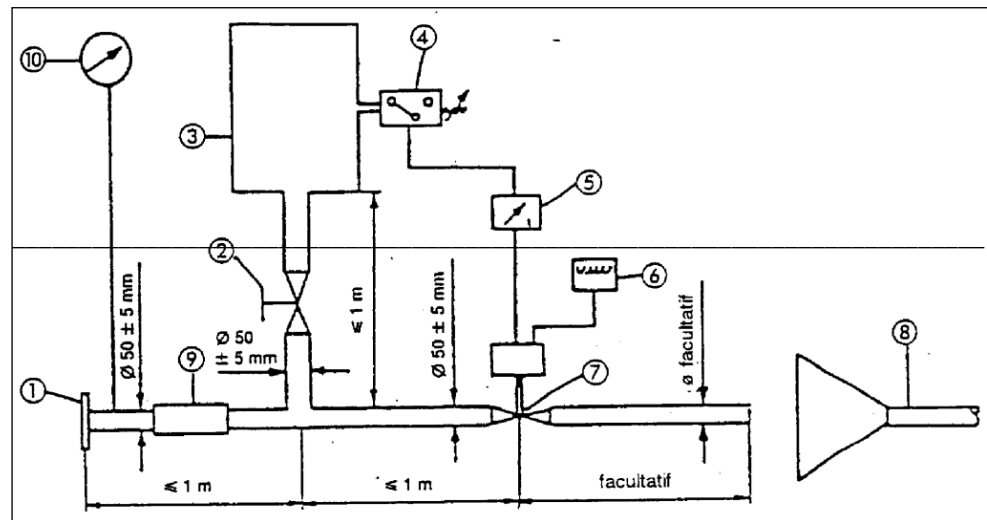 10
4
3
5
2
6
≤ 1 m
Ø 50 ± 5 mm
Ø 50
± 5 mm
Ø 50 ± 5 mm
ø facultatif
9
7
8
1
≤ 1 m
≤ 1 m
facultatif